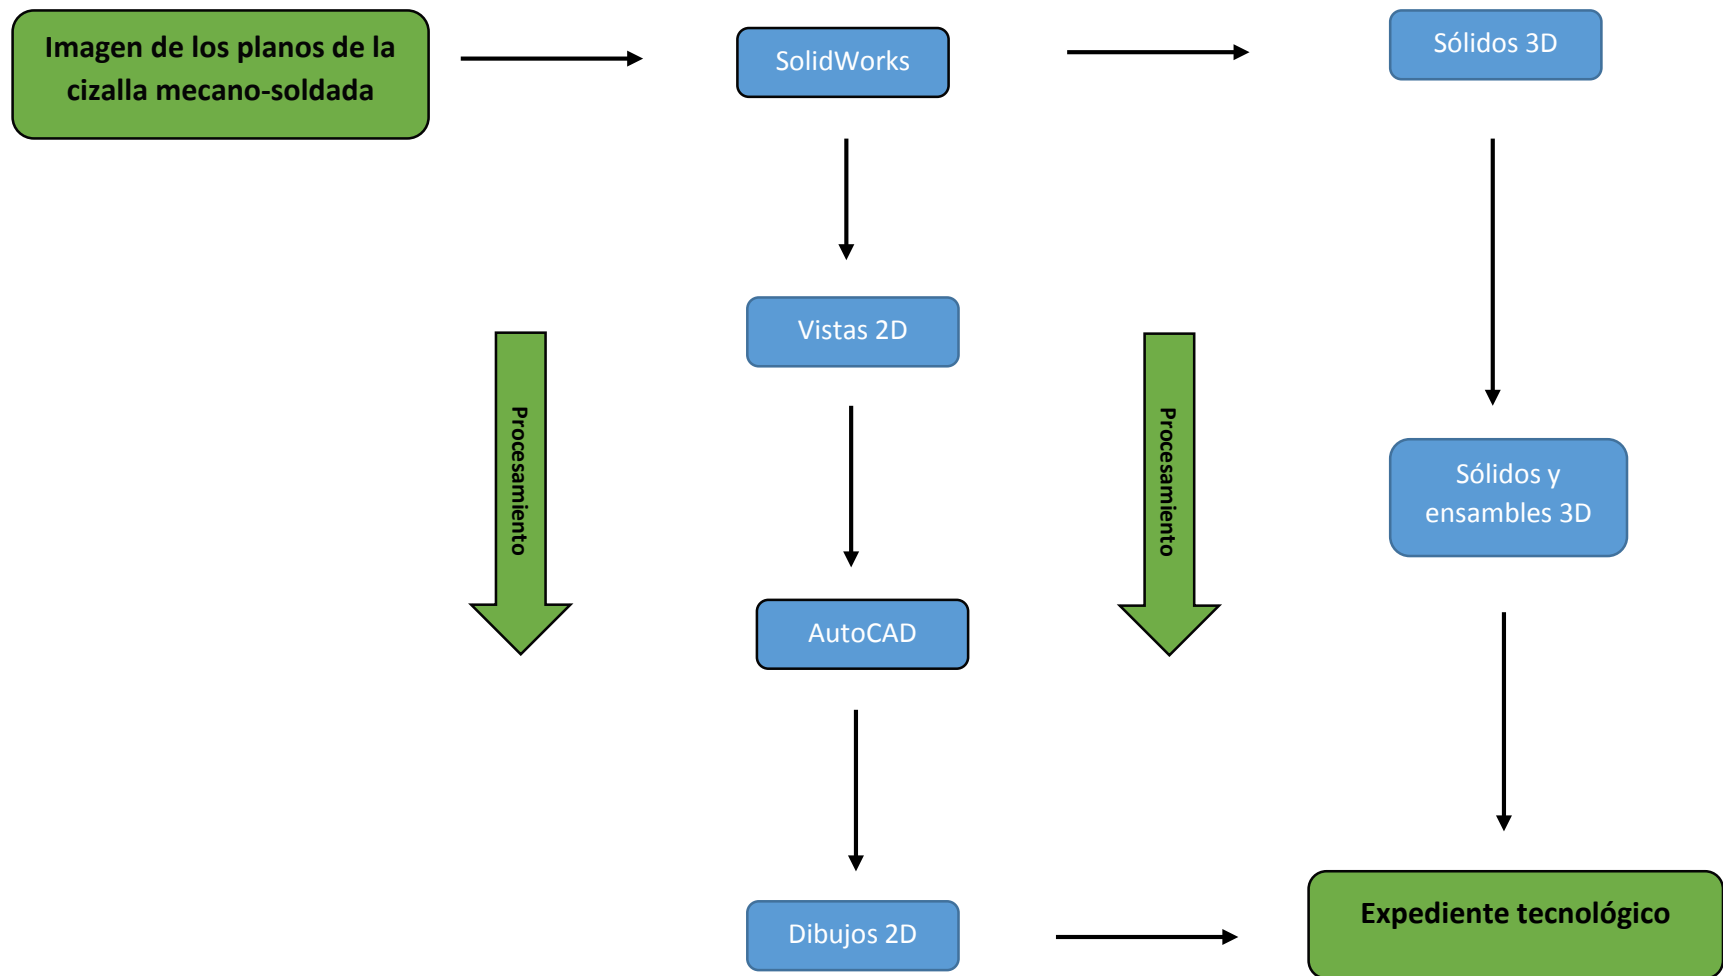 Imagen de los planos de la
cizalla mecano-soldada
SolidWorks
Sólidos 3D
Vistas 2D
Procesamiento
Procesamiento
Sólidos y
ensambles 3D
AutoCAD
Dibujos 2D
Expediente tecnológico